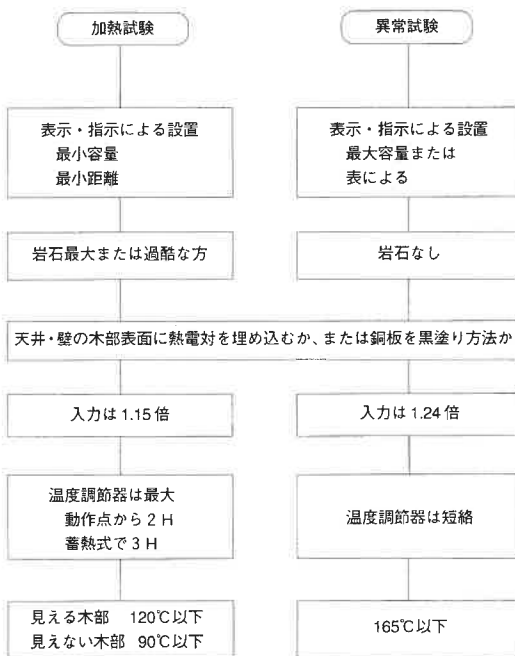 加熱試験
異常試験
表示・指示による設置
最小容量
最小距離
表示・指示による設置
最大容量または
表による
岩石最大または過酷な方
岩石なし
天井・壁の木部表面に熱電対を埋め込むか、または銅板を黒塗り方法か
入力は1.15倍
入力は1.24倍
温度調節器は最大
動作点から2H
蓄熱式で3H
温度調節器は短絡
見える木部 120℃以下
見えない木部 90℃以下
165℃以下